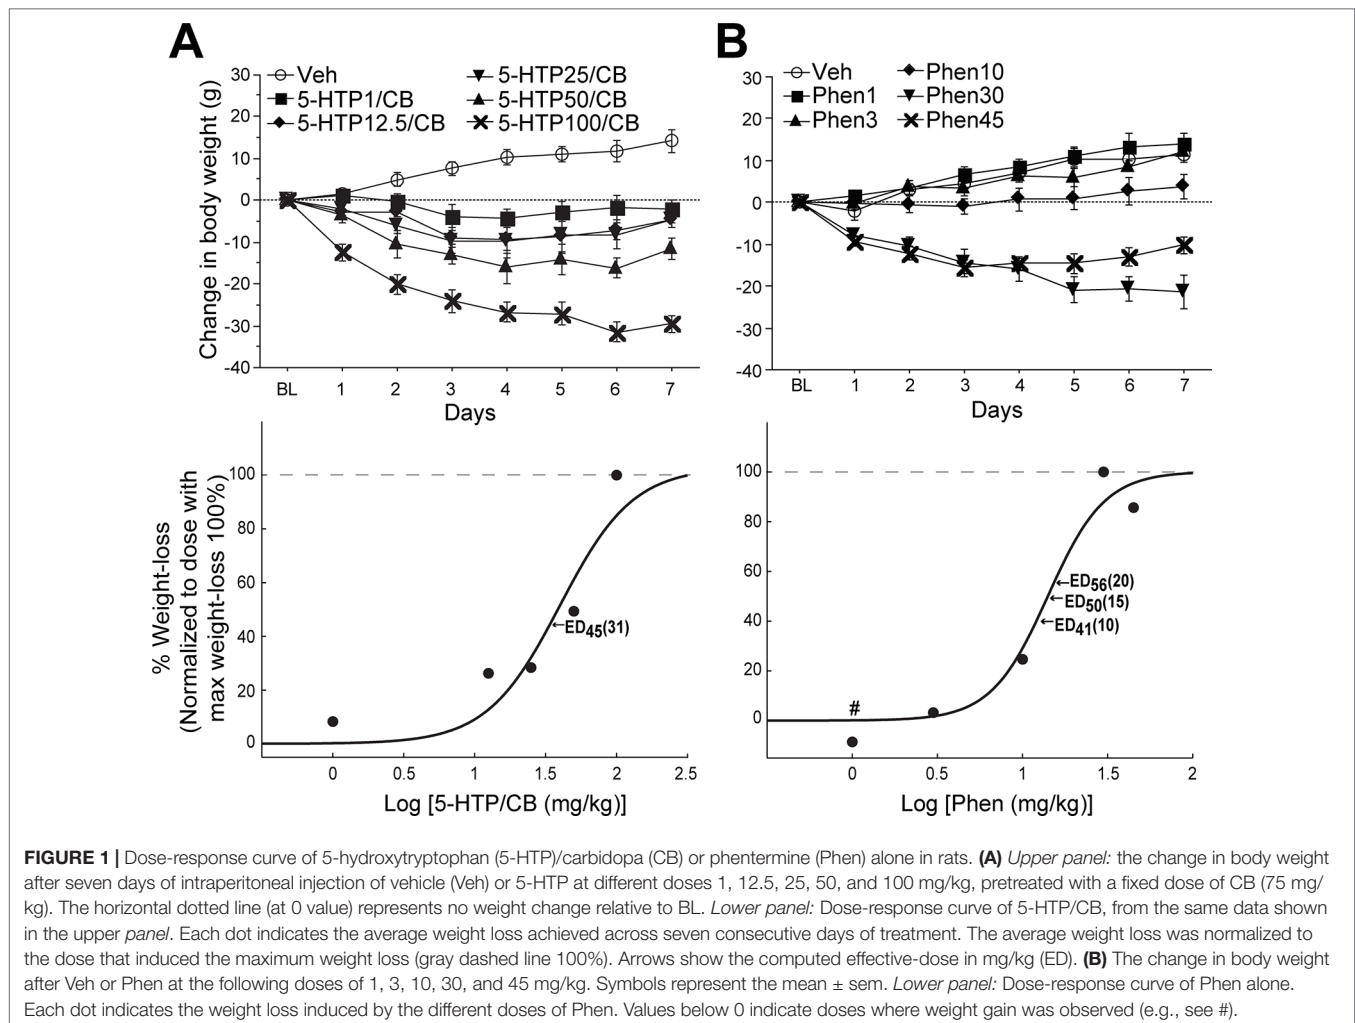 A
30
20
10
0
-10
-20
-30
-40
Change in body weight (g)
Veh
5-HTP1/CB
5-HTP12.5/CB
5-HTP25/CB
5-HTP50/CB
5-HTP100/CB
BL 1 2 3 4 5 6 7
Days
B
30
20
10
0
-10
-20
-30
-40
Veh
Phen1
Phen3
Phen10
Phen30
Phen45
BL 1 2 3 4 5 6 7
Days
% Weight-loss
(Normalized to dose with
max weight-loss 100%)
100
80
60
40
20
0
ED45(31)
0 0.5 1 1.5 2 2.5
Log [5-HTP/CB (mg/kg)]
100
80
60
40
20
0
#
ED56(20)
ED50(15)
ED41(10)
0 0.5 1 1.5 2
Log [Phen (mg/kg)]
FIGURE 1 | Dose-response curve of 5-hydroxytryptophan (5-HTP)/carbidopa (CB) or phentermine (Phen) alone in rats. (A) Upper panel: the change in body weight
after seven days of intraperitoneal injection of vehicle (Veh) or 5-HTP at different doses 1, 12.5, 25, 50, and 100 mg/kg, pretreated with a fixed dose of CB (75 mg/
kg). The horizontal dotted line (at 0 value) represents no weight change relative to BL. Lower panel: Dose-response curve of 5-HTP/CB, from the same data shown
in the upper panel. Each dot indicates the average weight loss achieved across seven consecutive days of treatment. The average weight loss was normalized to
the dose that induced the maximum weight loss (gray dashed line 100%). Arrows show the computed effective-dose in mg/kg (ED). (B) The change in body weight
after Veh or Phen at the following doses of 1, 3, 10, 30, and 45 mg/kg. Symbols represent the mean ± sem. Lower panel: Dose-response curve of Phen alone.
Each dot indicates the weight loss induced by the different doses of Phen. Values below 0 indicate doses where weight gain was observed (e.g., see #).